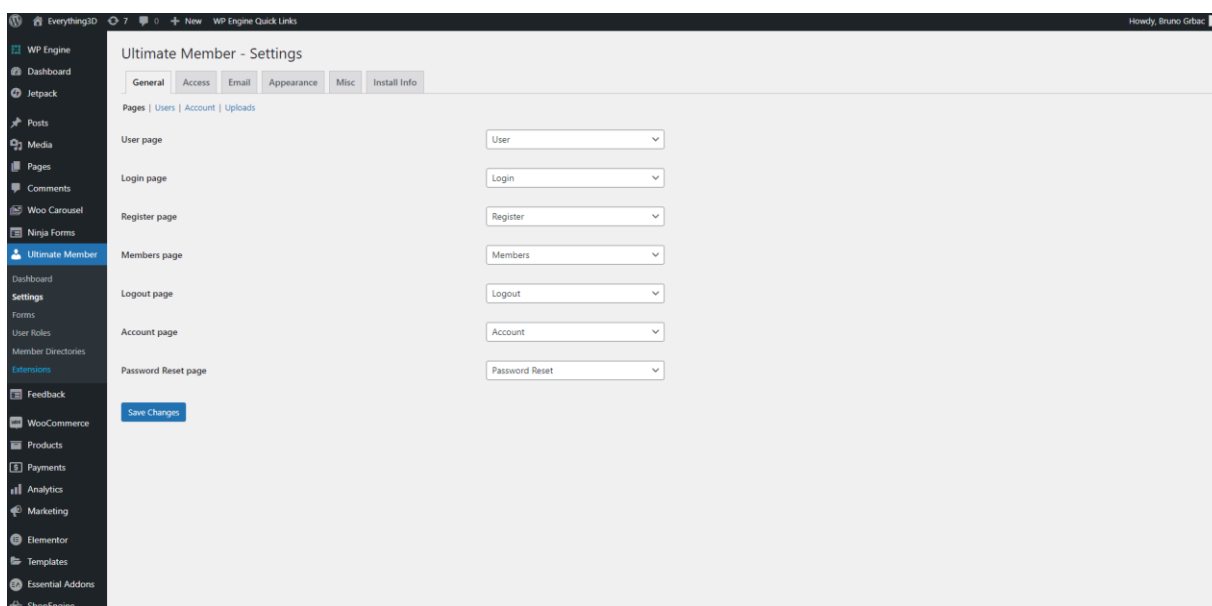 Everything3D 7 0 + New WP Engine Quick Links Howdy, Bruno Grbac
WP Engine
Dashboard
Jetpack
Posts
Media
Pages
Comments
Woo Carousel
Ninja Forms
Ultimate Member
Dashboard
Settings
Forms
User Roles
Member Directories
Extensions
Feedback
WooCommerce
Products
Payments
Analytics
Marketing
Elementor
Templates
Essential Addons
ShopEngine
Ultimate Member - Settings
General Access Email Appearance Misc Install Info
Pages | Users | Account | Uploads
User page User
Login page Login
Register page Register
Members page Members
Logout page Logout
Account page Account
Password Reset page Password Reset
Save Changes